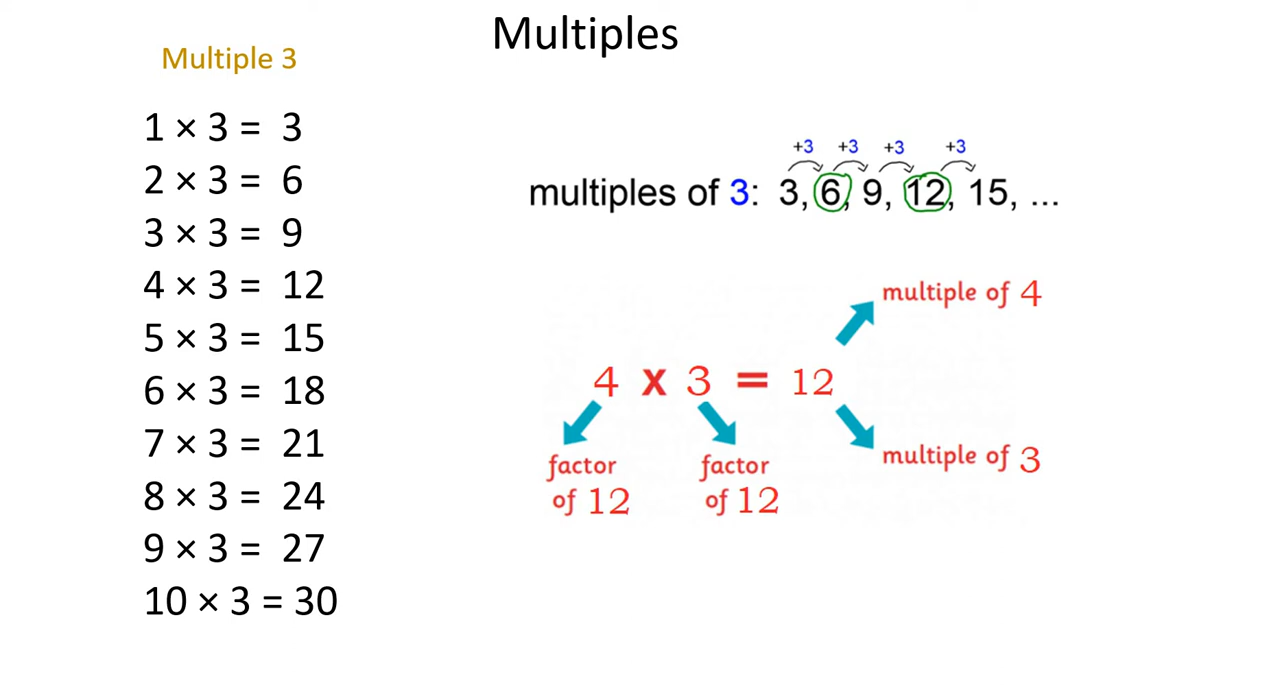 Multiples
Multiple 3
1 × 3 = 3
2 × 3 = 6
3 × 3 = 9
4 × 3 = 12
5 × 3 = 15
6 × 3 = 18
7 × 3 = 21
8 × 3 = 24
9 × 3 = 27
10 × 3 = 30
+3 +3 +3 +3
multiples of 3: 3, 6, 9, 12, 15, ...
multiple of 4
4 x 3 = 12
multiple of 3
factor
of 12
factor
of 12